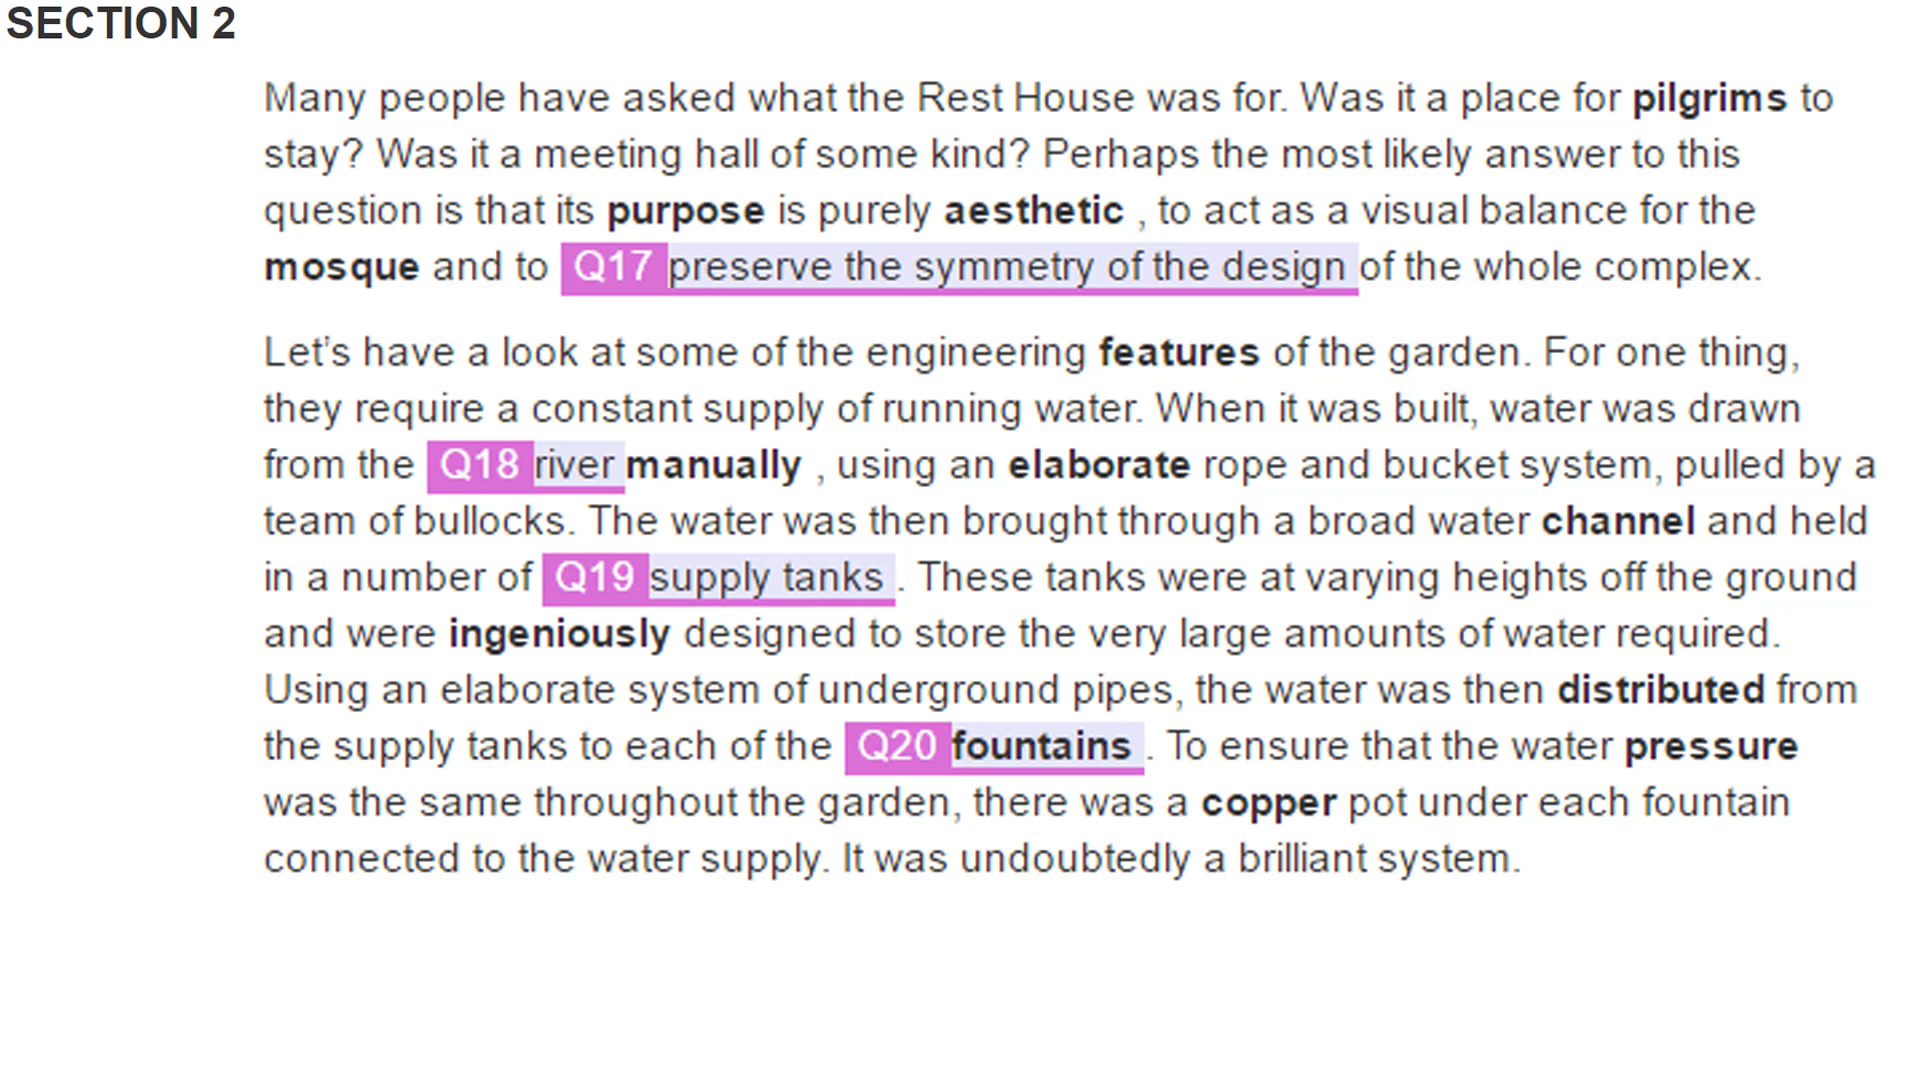 SECTION 2
Many people have asked what the Rest House was for. Was it a place for pilgrims to
stay? Was it a meeting hall of some kind? Perhaps the most likely answer to this
question is that its purpose is purely aesthetic , to act as a visual balance for the
mosque and to Q17 preserve the symmetry of the design of the whole complex.
Let's have a look at some of the engineering features of the garden. For one thing,
they require a constant supply of running water. When it was built, water was drawn
from the Q18 river manually , using an elaborate rope and bucket system, pulled by a
team of bullocks. The water was then brought through a broad water channel and held
in a number of Q19 supply tanks . These tanks were at varying heights off the ground
and were ingeniously designed to store the very large amounts of water required.
Using an elaborate system of underground pipes, the water was then distributed from
the supply tanks to each of the Q20 fountains . To ensure that the water pressure
was the same throughout the garden, there was a copper pot under each fountain
connected to the water supply. It was undoubtedly a brilliant system.